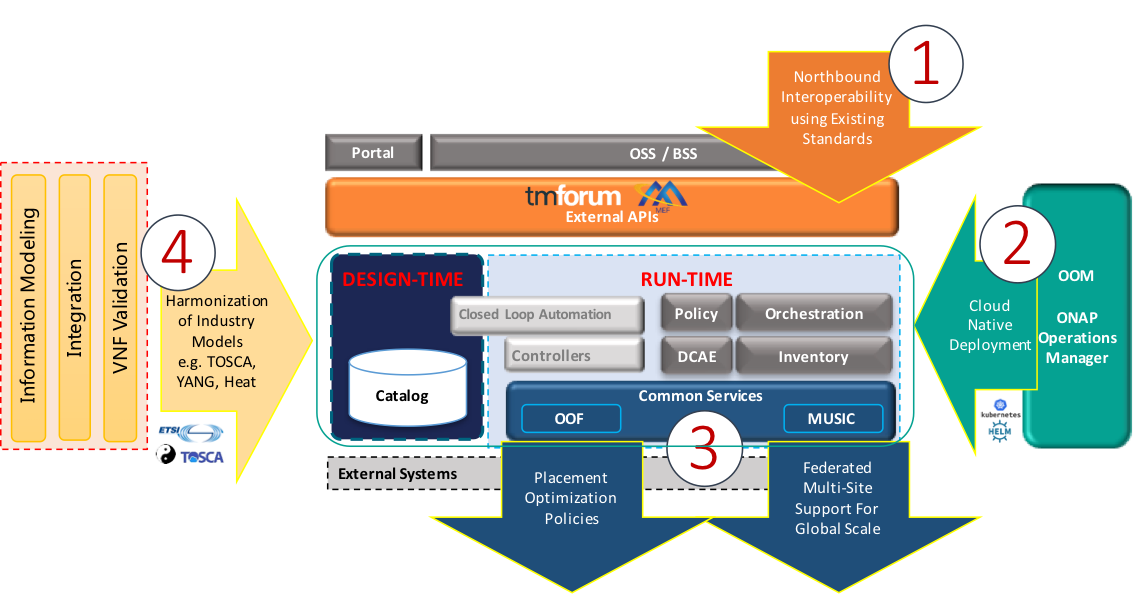 1
Northbound
Interoperability
using Existing
Standards
Portal
OSS / BSS
tmforum
MEF
External APIs
Information Modeling
Integration
VNF Validation
4
Harmonization
of Industry
Models
e.g. TOSCA,
YANG, Heat
ETSI
TOSCA
DESIGN-TIME
Catalog
RUN-TIME
Closed Loop Automation
Policy
Orchestration
Controllers
DCAE
Inventory
Common Services
OOF
MUSIC
2
Cloud
Native
Deployment
OOM
ONAP
Operations
Manager
kubernetes
HELM
3
External Systems
Placement
Optimization
Policies
Federated
Multi-Site
Support For
Global Scale